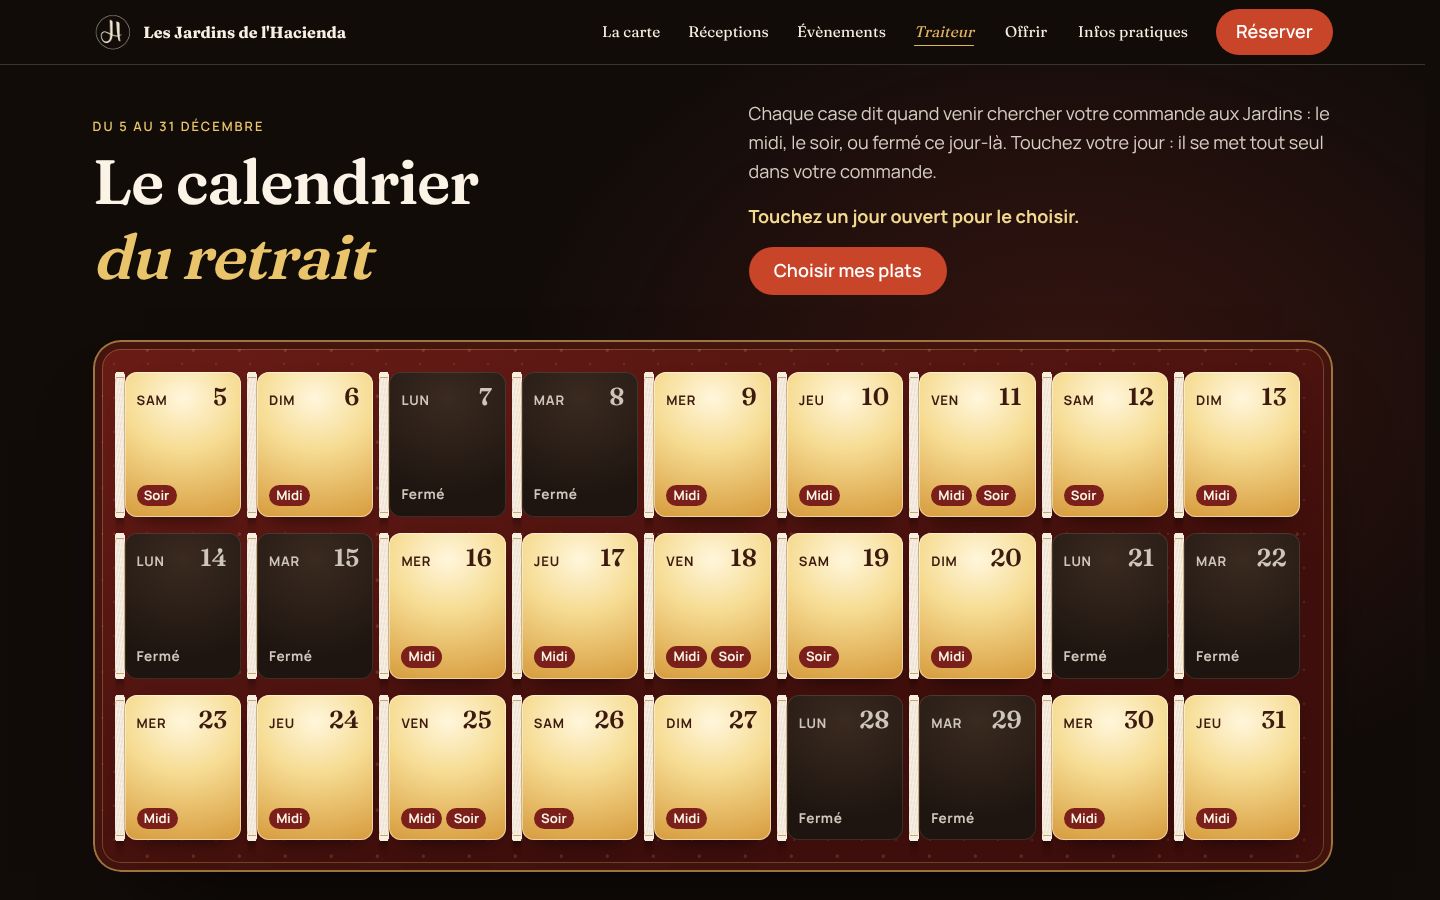 Les Jardins de l'Hacienda
La carte Réceptions Évènements Traiteur Offrir Infos pratiques Réserver
DU 5 AU 31 DÉCEMBRE
Le calendrier
du retrait
Chaque case dit quand venir chercher votre commande aux Jardins : le
midi, le soir, ou fermé ce jour-là. Touchez votre jour : il se met tout seul
dans votre commande.
Touchez un jour ouvert pour le choisir.
Choisir mes plats
SAM 5 DIM 6 LUN 7 MAR 8 MER 9 JEU 10 VEN 11 SAM 12 DIM 13
Soir Midi Fermé Fermé Midi Midi Midi Soir Soir Midi
LUN 14 MAR 15 MER 16 JEU 17 VEN 18 SAM 19 DIM 20 LUN 21 MAR 22
Fermé Fermé Midi Midi Midi Soir Soir Midi Fermé Fermé
MER 23 JEU 24 VEN 25 SAM 26 DIM 27 LUN 28 MAR 29 MER 30 JEU 31
Midi Midi Midi Soir Soir Midi Fermé Fermé Midi Midi